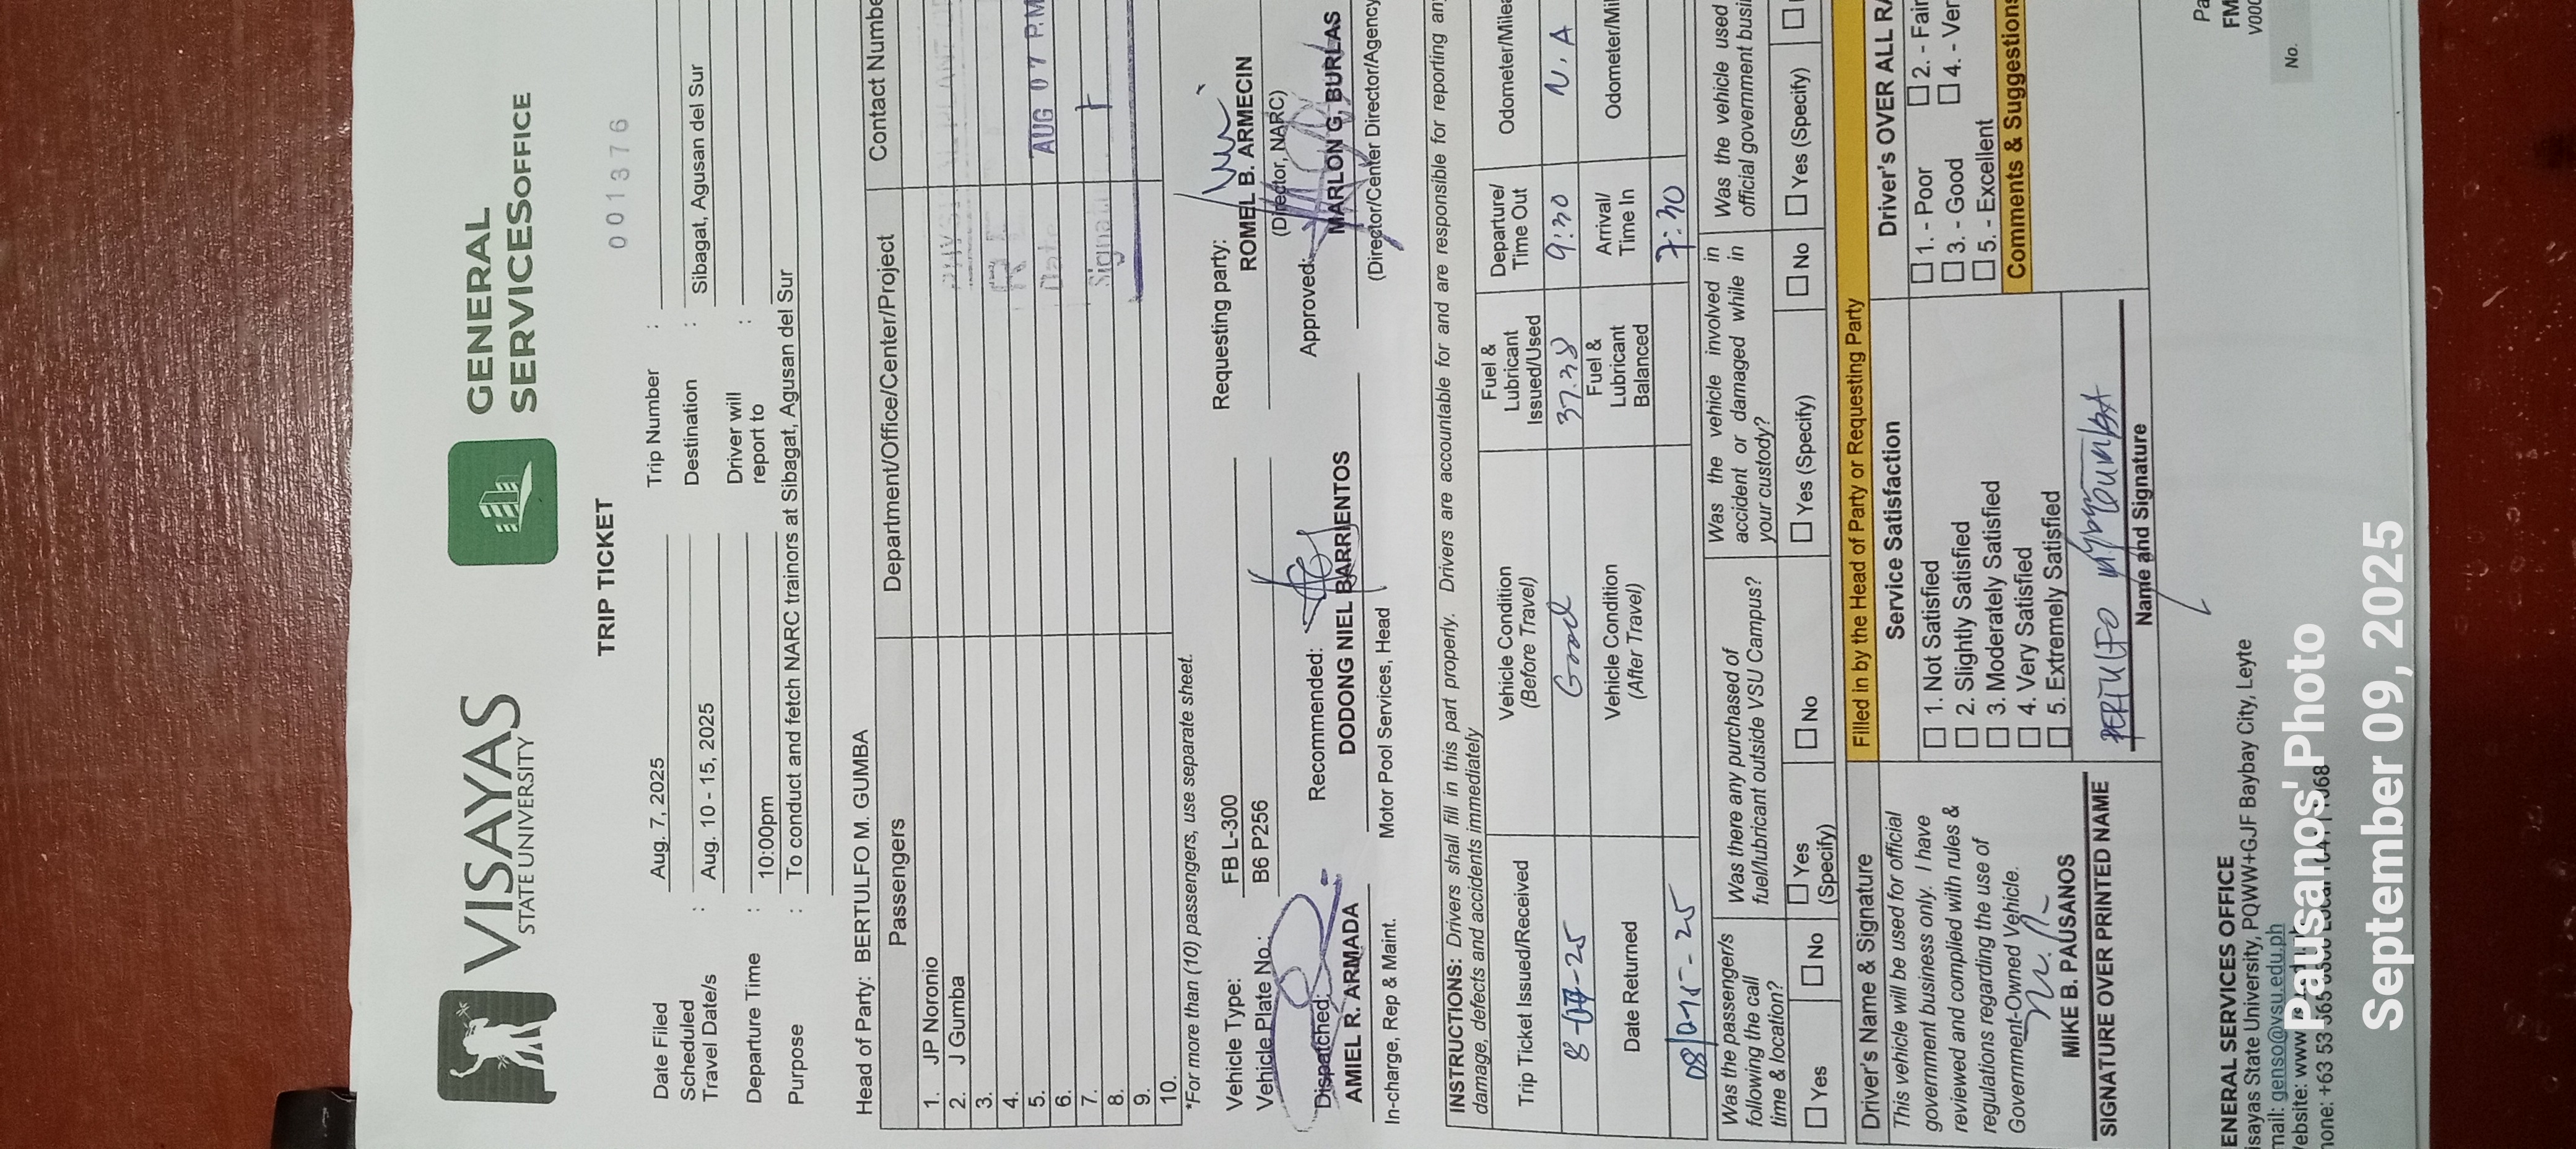 VISAYAS
STATE UNIVERSITY
GENERAL
SERVICES OFFICE
001376
TRIP TICKET
Date Filed Aug. 7, 2025 Trip Number :
Scheduled Travel Date/s : Aug. 10 - 15, 2025 Destination : Sibagat, Agusan del Sur
Departure Time : 10:00pm Driver will report to :
Purpose : To conduct and fetch NARC trainors at Sibagat, Agusan del Sur
Head of Party: BERTULFO M. GUMBA
Passengers Department/Office/Center/Project Contact Numbe
1. JP Noronio
2. J Gumba
3.
4.
5. Date AUG 07 P.M
6.
7.
8.
9.
10.
*For more than (10) passengers, use separate sheet.
Vehicle Type: FB L-300 Requesting party:
Vehicle Plate No.: B6 P256 ROMEL B. ARMECIN
(Director, NARC)
Dispatched: Recommended: Approved:
AMIEL R. ARMADA DODONG NIEL BARRIENTOS MARLON G. BURLAS
In-charge, Rep & Maint. Motor Pool Services, Head (Director/Center Director/Agency
INSTRUCTIONS: Drivers shall fill in this part properly. Drivers are accountable for and are responsible for reporting any
damage, defects and accidents immediately
Trip Ticket Issued/Received Vehicle Condition (Before Travel) Fuel & Lubricant Issued/Used Departure/ Time Out Odometer/Milea
Good 37.38 9:30 N.A
Date Returned Vehicle Condition (After Travel) Fuel & Lubricant Balanced Arrival/ Time In Odometer/Mil
7:30
Was the passenger/s following the call time & location? Was there any purchased of fuel/lubricant outside VSU Campus? Was the vehicle involved in accident or damaged while in your custody? Was the vehicle used in official government busi
☐ Yes ☐ No ☐ Yes (Specify) ☐ No ☐ Yes (Specify) ☐ No ☐ Yes (Specify) ☐
Driver's Name & Signature
This vehicle will be used for official
government business only. I have
reviewed and complied with rules &
regulations regarding the use of
Government-Owned Vehicle.
MIKE B. PAUSANOS
SIGNATURE OVER PRINTED NAME
Filled in by the Head of Party or Requesting Party
Service Satisfaction
☐ 1. Not Satisfied
☐ 2. Slightly Satisfied
☐ 3. Moderately Satisfied
☐ 4. Very Satisfied
☐ 5. Extremely Satisfied
Name and Signature
Driver's OVER ALL RA
☐ 1. - Poor ☐ 2. - Fair
☐ 3. - Good ☐ 4. - Ver
☐ 5. - Excellent
Comments & Suggestions
ENERAL SERVICES OFFICE
isayas State University, PQWW+GJF Baybay City, Leyte
mail: genso@vsu.edu.ph
Pa
FM
V000
No.
Pausanos' Photo
September 09, 2025